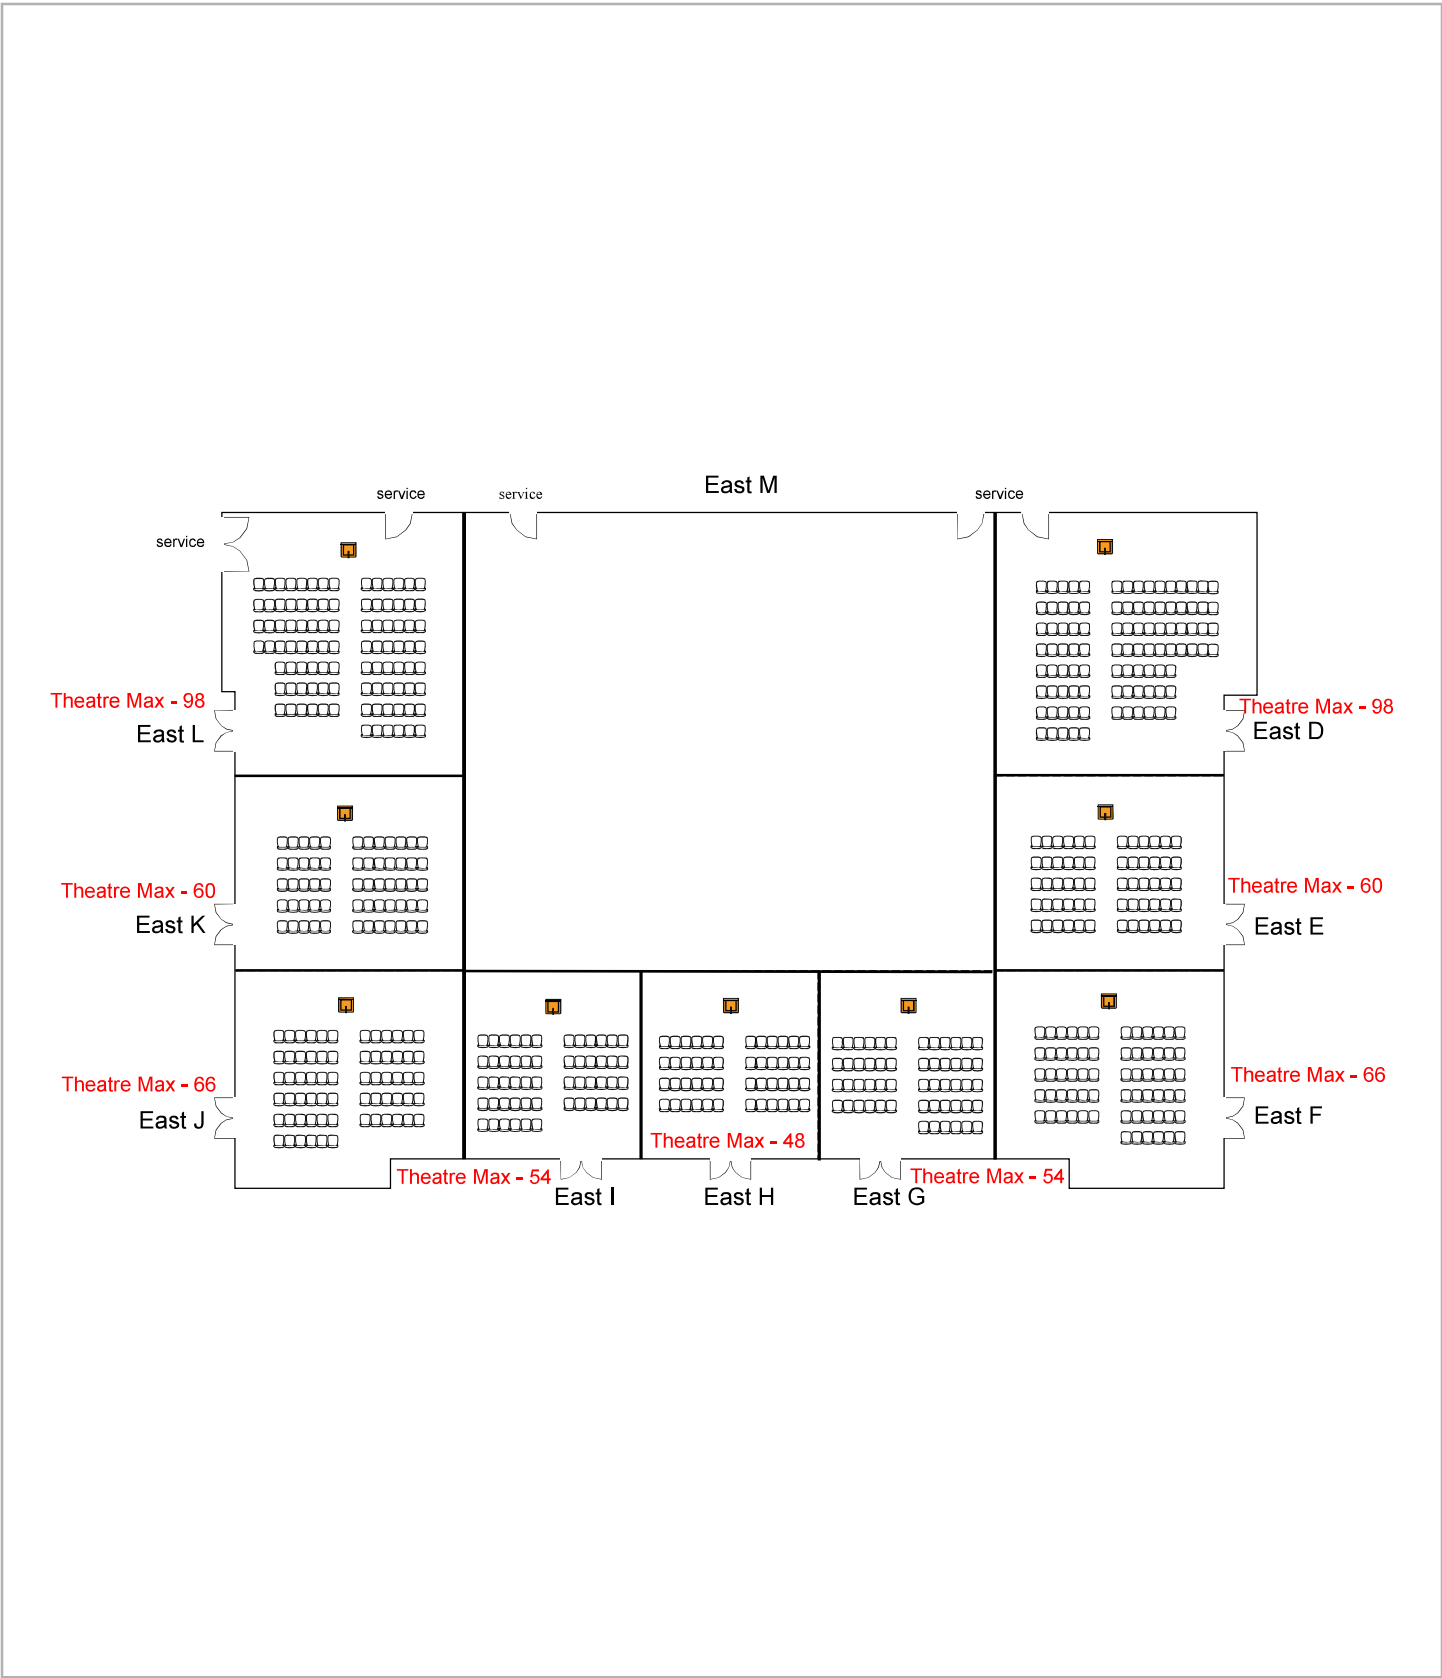 East M
service
service
service
service
Theatre Max - 98
East L
Theatre Max - 98
East D
Theatre Max - 60
East K
Theatre Max - 60
East E
Theatre Max - 66
East J
Theatre Max - 66
East F
Theatre Max - 48
Theatre Max - 54
Theatre Max - 54
East I
East H
East G